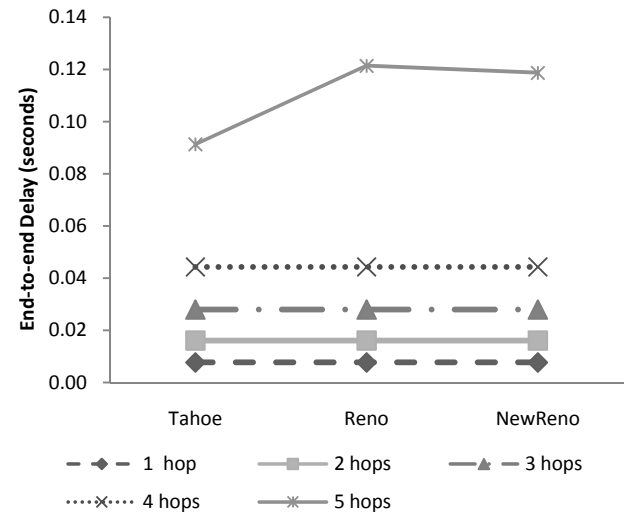 0.14
0.12
0.10
0.08
0.06
0.04
0.02
0.00
End-to-end Delay (seconds)
Tahoe Reno NewReno
1 hop 2 hops 3 hops
4 hops 5 hops